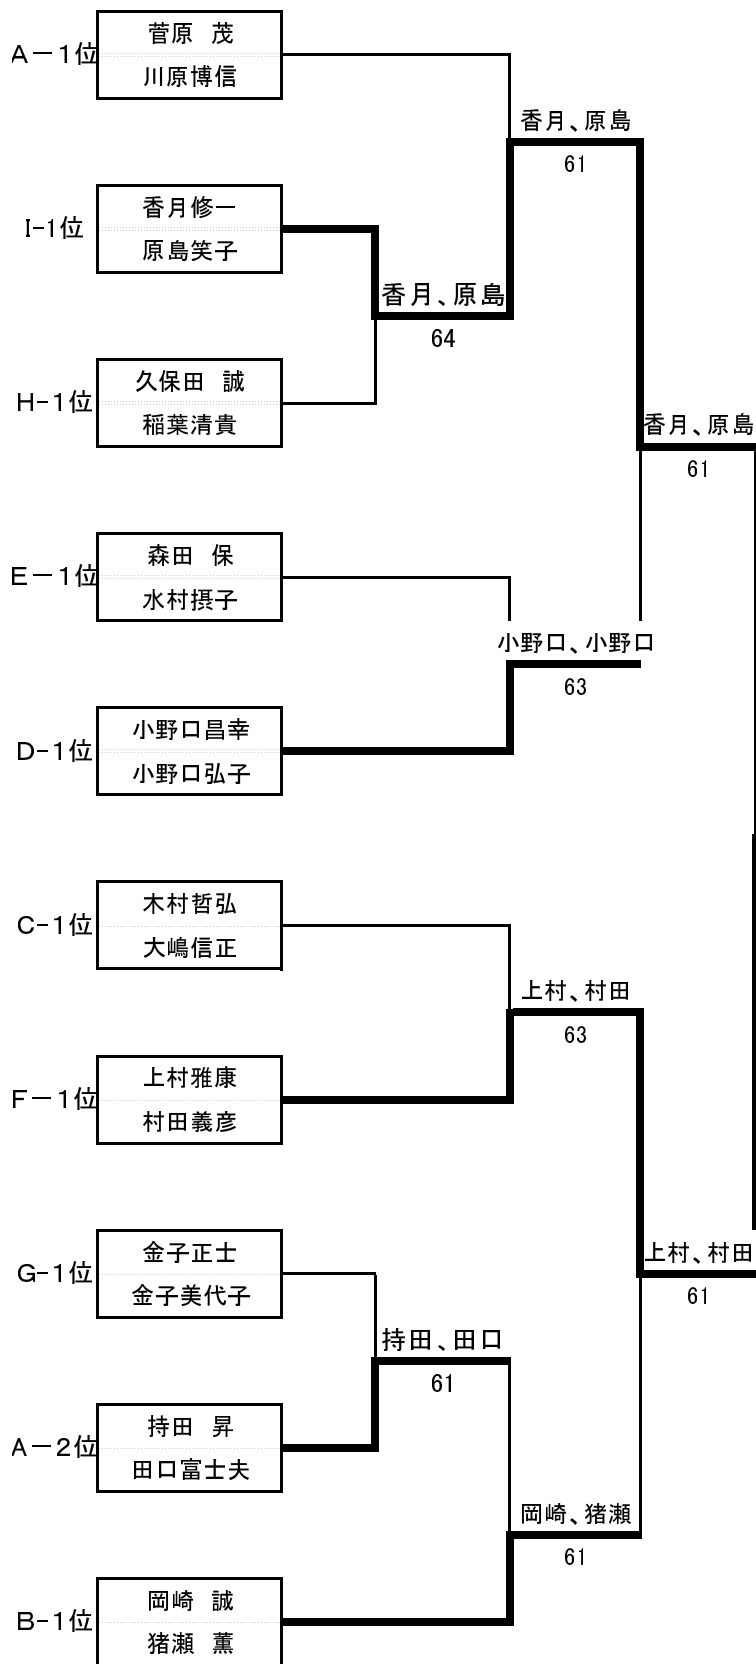 菅原 茂
A－1位
川原博信
香月、原島
61
香月修一
I-1位
原島笑子
香月、原島
64
久保田 誠
H-1位
稲葉清貴
香月、原島
61
森田 保
E－1位
水村摂子
小野口、小野口
63
小野口昌幸
D-1位
小野口弘子
木村哲弘
C-1位
大嶋信正
上村、村田
63
上村雅康
F－1位
村田義彦
金子正士
G-1位
金子美代子
上村、村田
61
持田、田口
61
持田 昇
A－2位
田口富士夫
岡崎、猪瀬
61
岡崎 誠
B-1位
猪瀬 薫